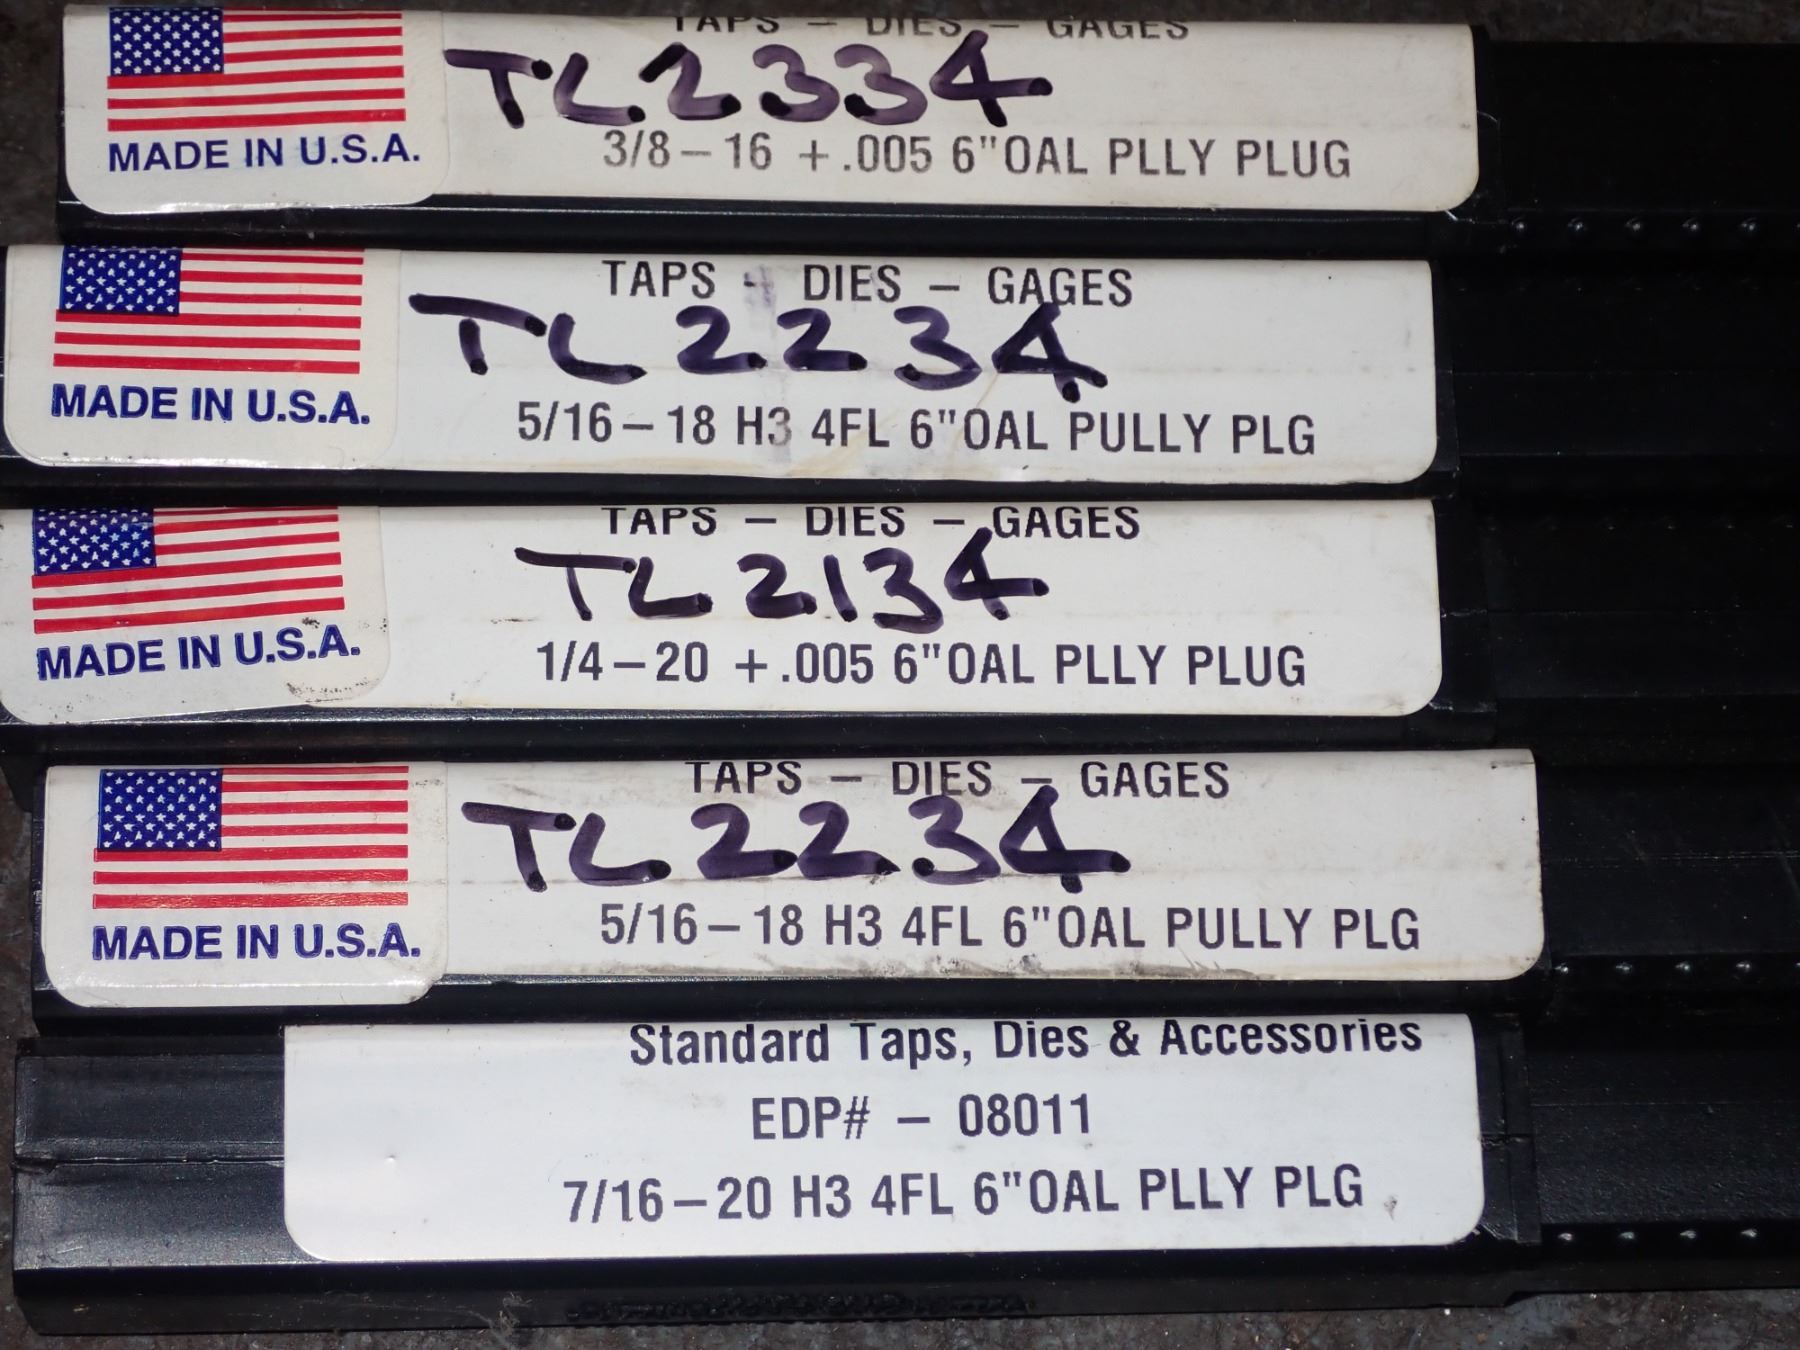 TAPS – DIES – GAGES
TL2334
MADE IN U.S.A.
3/8–16 +.005 6"OAL PLLY PLUG
TAPS - DIES – GAGES
TL2234
MADE IN U.S.A.
5/16–18 H3 4FL 6"OAL PULLY PLG
TAPS – DIES – GAGES
TL2134
MADE IN U.S.A.
1/4–20 +.005 6"OAL PLLY PLUG
TAPS – DIES – GAGES
TL2234
MADE IN U.S.A.
5/16–18 H3 4FL 6"OAL PULLY PLG
Standard Taps, Dies & Accessories
EDP# – 08011
7/16–20 H3 4FL 6"OAL PLLY PLG